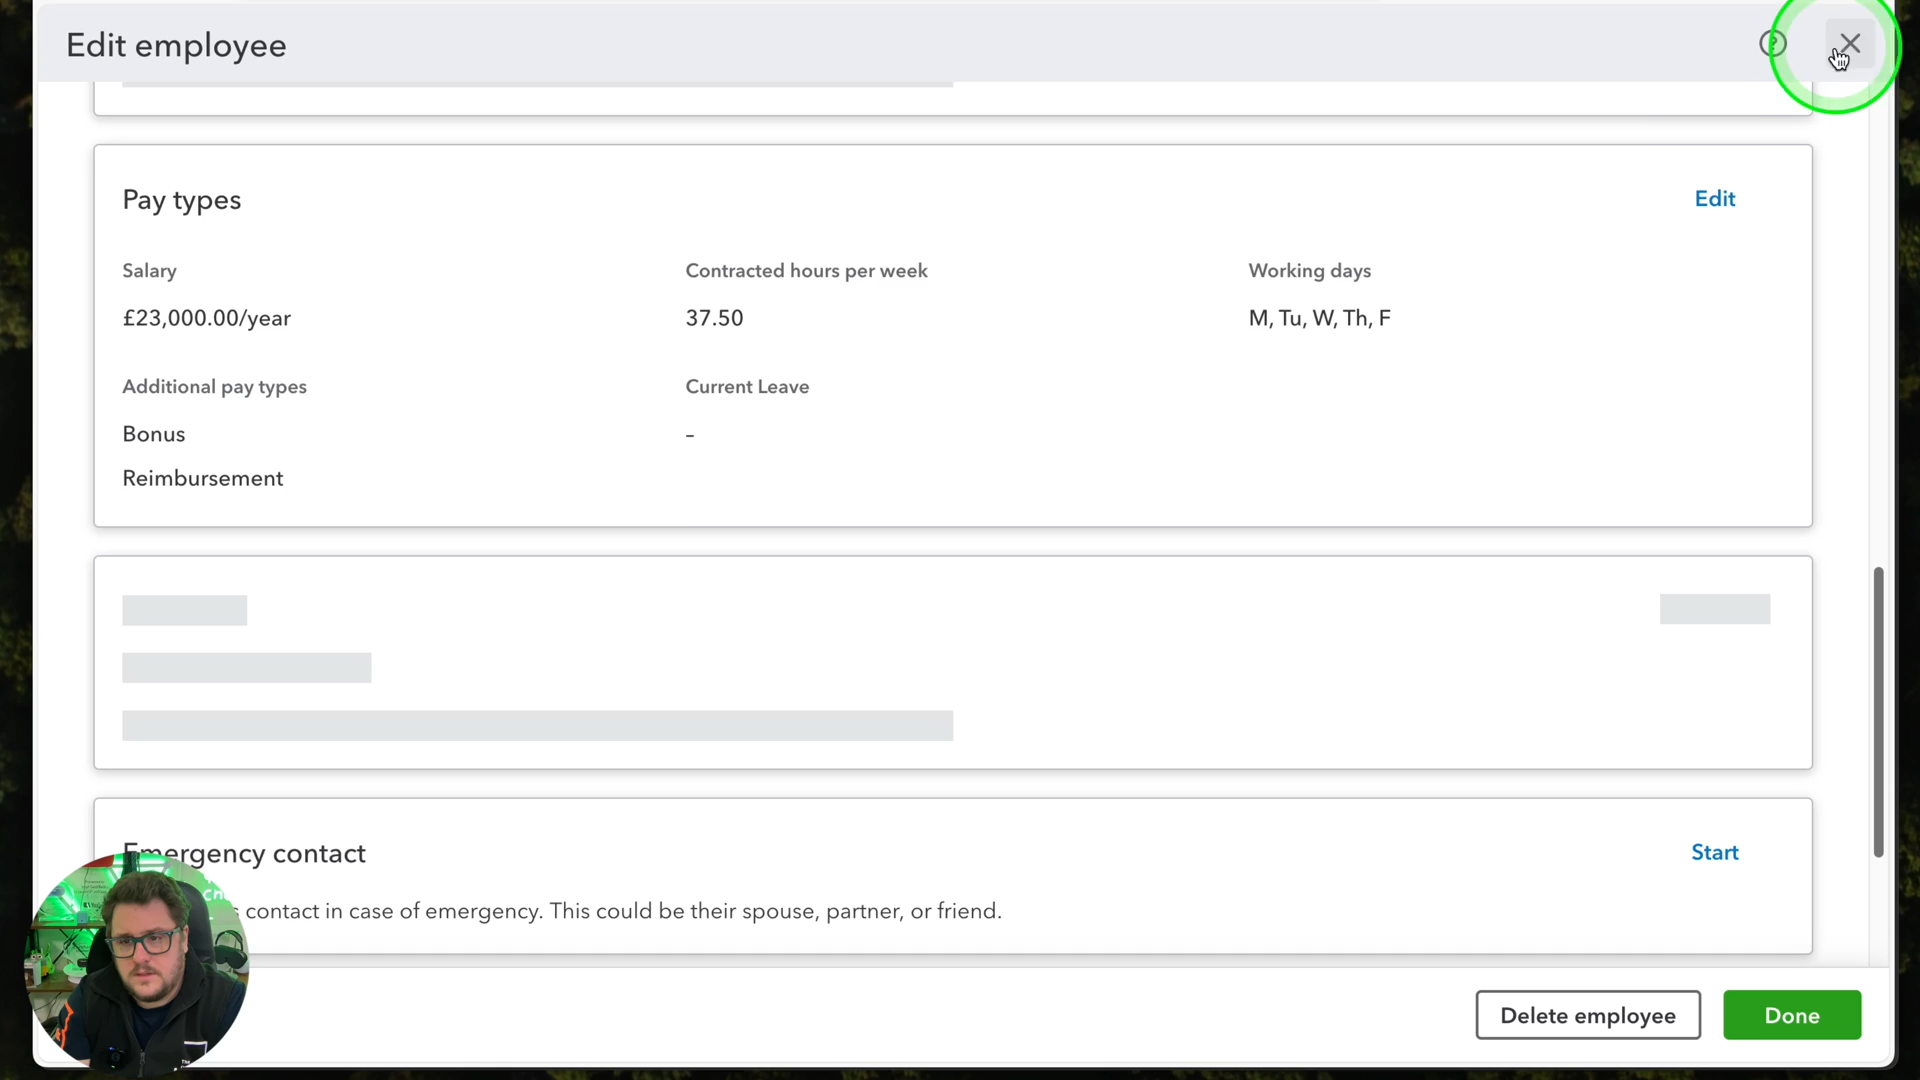 Edit employee
Pay types
Edit
Salary
Contracted hours per week
Working days
£23,000.00/year
37.50
M, Tu, W, Th, F
Additional pay types
Current Leave
Bonus
–
Reimbursement
Emergency contact
Start
contact in case of emergency. This could be their spouse, partner, or friend.
Delete employee
Done